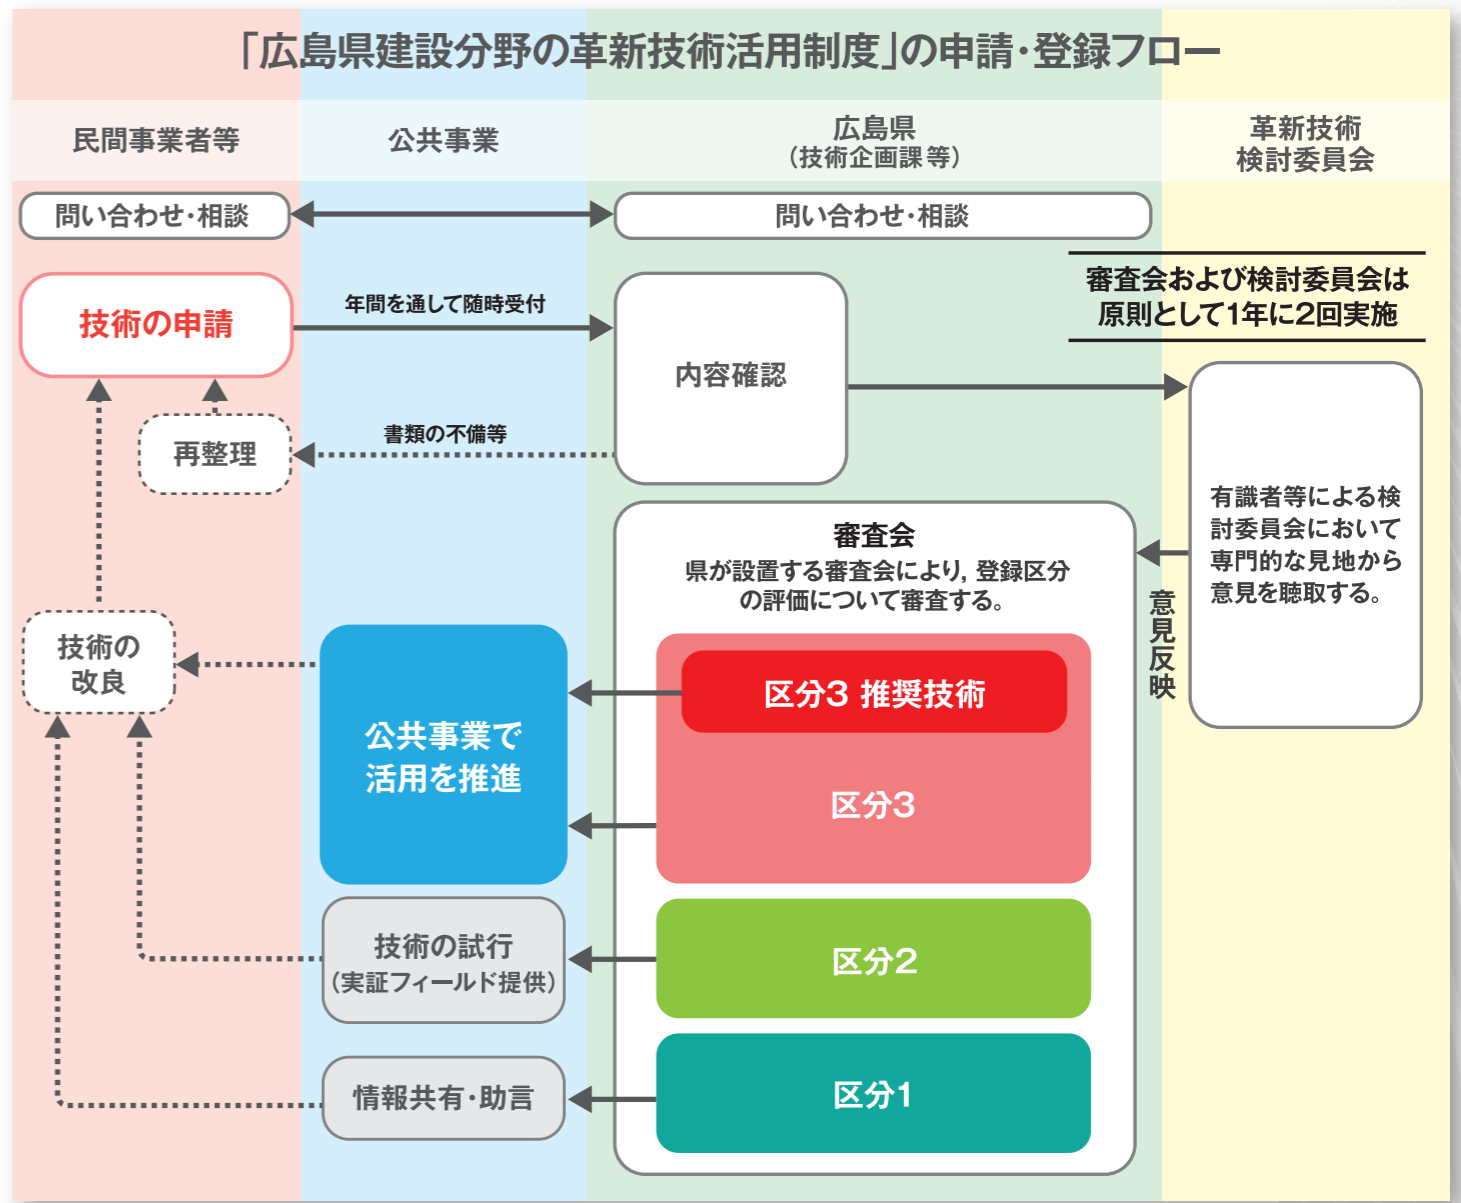 「広島県建設分野の革新技術活用制度」の申請・登録フロー
民間事業者等
公共事業
広島県
（技術企画課等）
革新技術
検討委員会
問い合わせ・相談
問い合わせ・相談
審査会および検討委員会は
原則として1年に2回実施
技術の申請
年間を通して随時受付
内容確認
再整理
書類の不備等
有識者等による検
討委員会において
専門的な見地から
意見を聴取する。
意見反映
審査会
県が設置する審査会により, 登録区分
の評価について審査する。
技術の
改良
公共事業で
活用を推進
区分3 推奨技術
区分3
技術の試行
（実証フィールド提供）
区分2
情報共有・助言
区分1